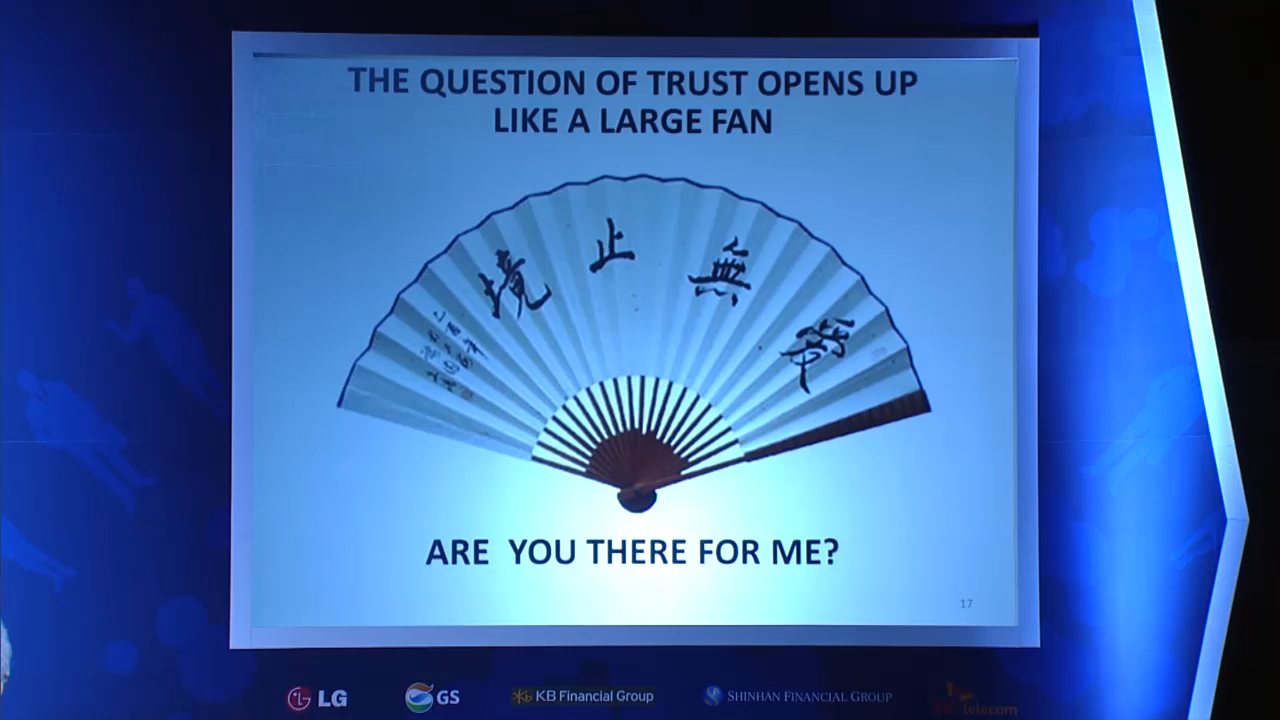 THE QUESTION OF TRUST OPENS UP
LIKE A LARGE FAN
無止境
ARE YOU THERE FOR ME?
17
LG
GS
KB Financial Group
SHINHAN FINANCIAL GROUP
telecom